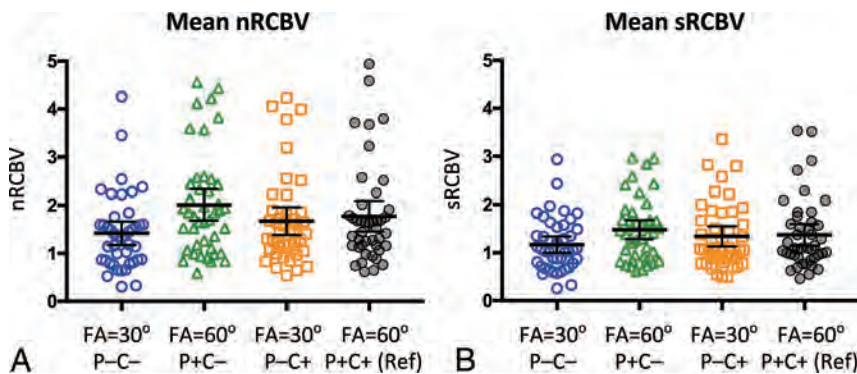 Mean nRCBV
Mean sRCBV
5
4
3
2
1
0
nRCBV
5
4
3
2
1
0
sRCBV
FA=30° FA=60° FA=30° FA=60°
P−C− P+C− P−C+ P+C+ (Ref)
A
FA=30° FA=60° FA=30° FA=60°
P−C− P+C− P−C+ P+C+ (Ref)
B